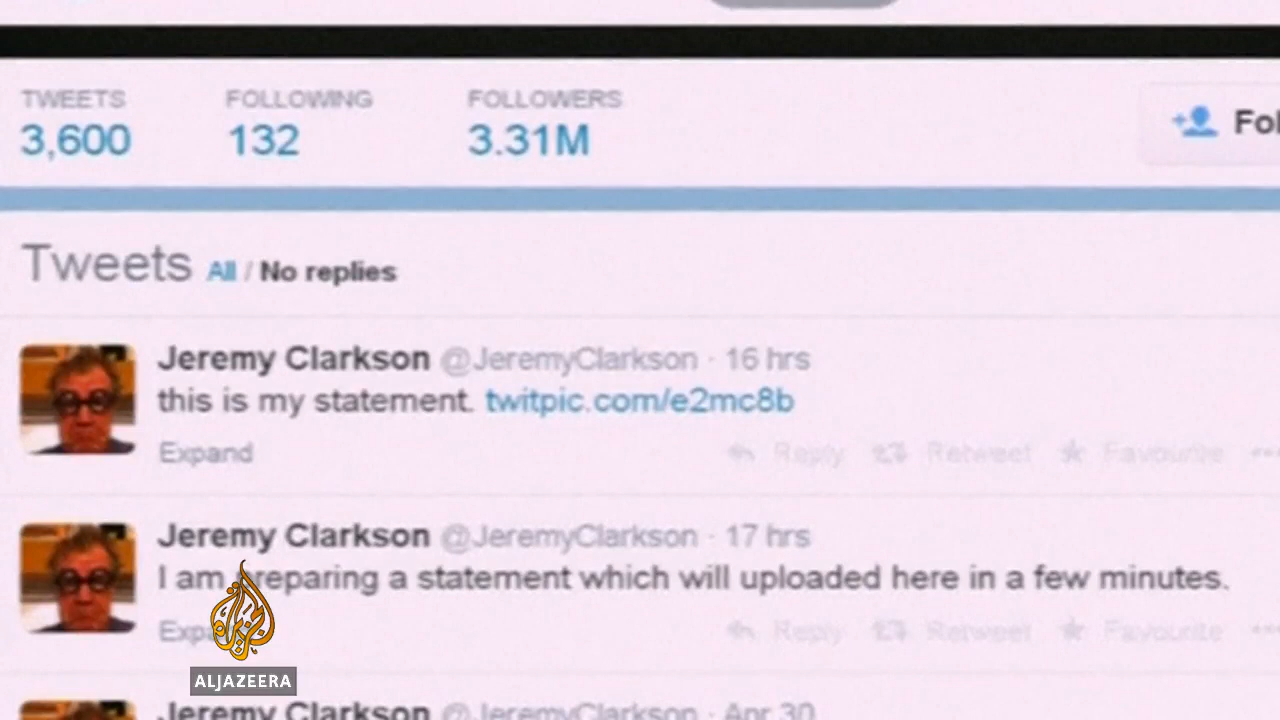 TWEETS FOLLOWING FOLLOWERS
3,600 132 3.31M
Fol
Tweets All / No replies
Jeremy Clarkson @JeremyClarkson · 16 hrs
this is my statement. twitpic.com/e2mc8b
Expand Reply Retweet Favourite
Jeremy Clarkson @JeremyClarkson · 17 hrs
I am preparing a statement which will uploaded here in a few minutes.
Expa Reply Retweet Favourite
الجزيرة
ALJAZEERA
Jeremy Clarkson @JeremyClarkson · Apr 30